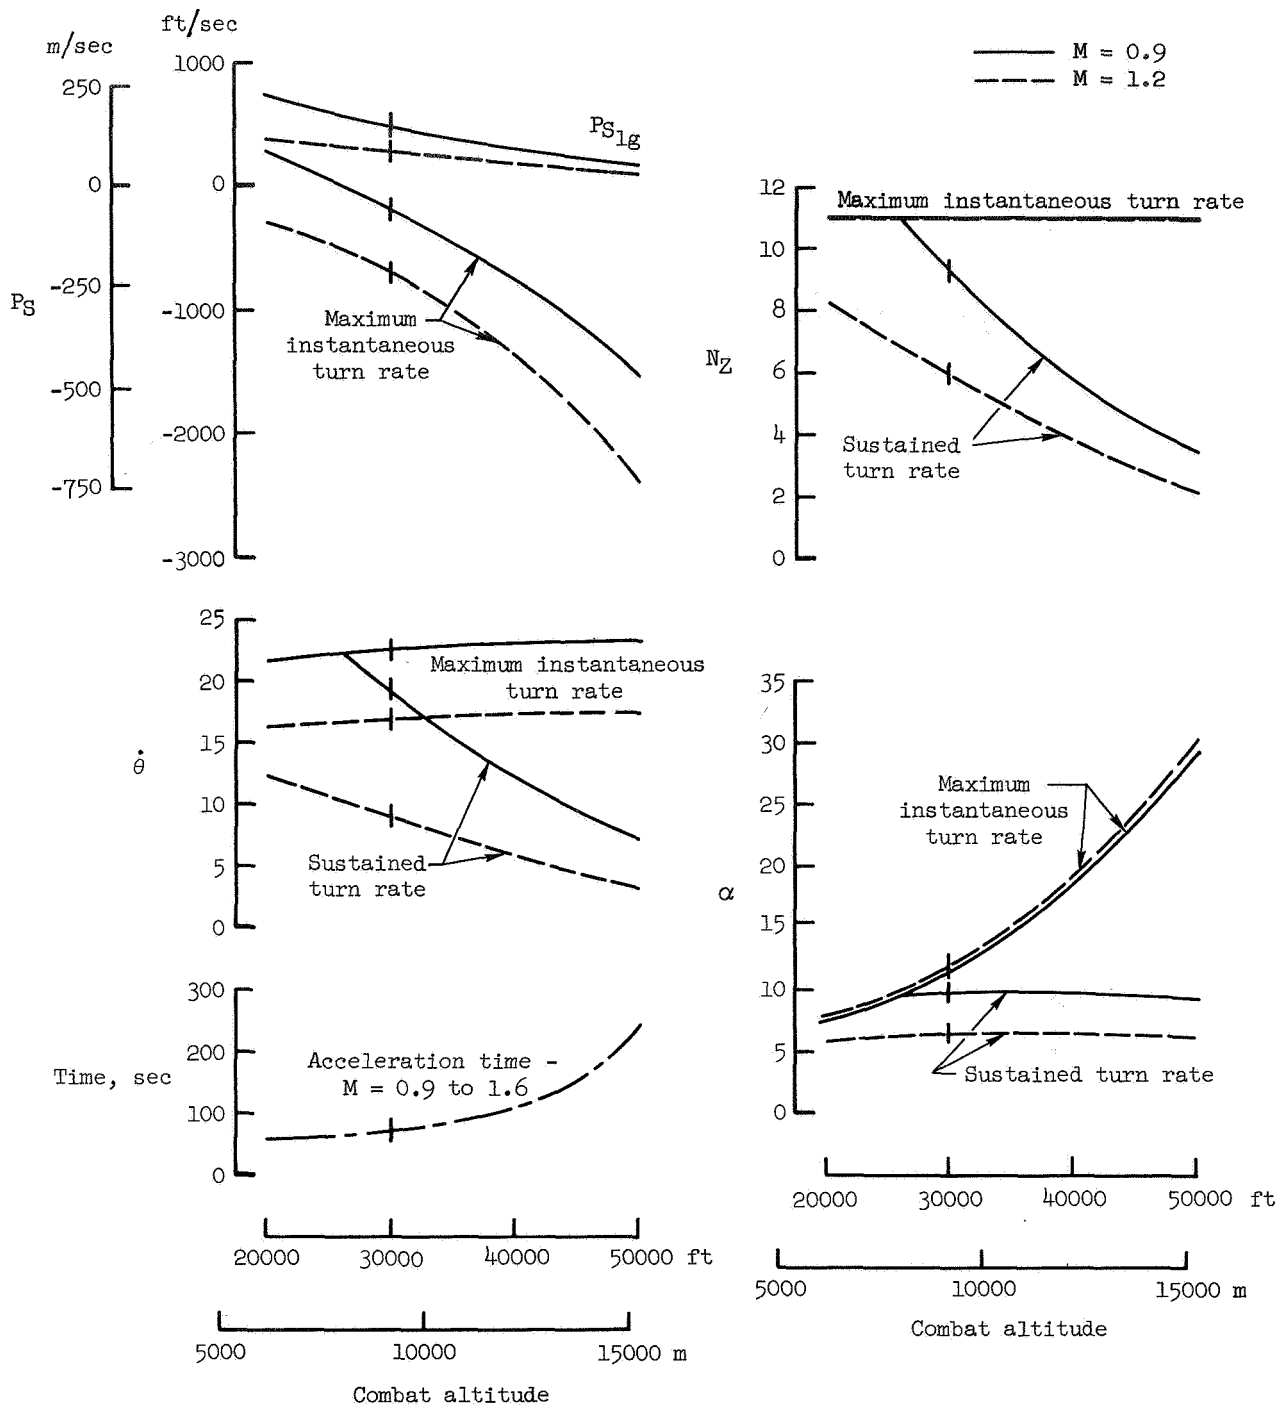 ft/sec
m/sec
M = 0.9
M = 1.2
1000
0
-1000
-2000
-3000
250
0
-250
-500
-750
PS
PS1g
Maximum
instantaneous
turn rate
12
10
8
6
4
2
0
NZ
Maximum instantaneous turn rate
Sustained
turn rate
25
20
15
10
5
0
θ̇
Maximum instantaneous
turn rate
Sustained
turn rate
35
30
25
20
15
10
5
0
α
Maximum
instantaneous
turn rate
Sustained turn rate
300
200
100
0
Time, sec
Acceleration time -
M = 0.9 to 1.6
20000 30000 40000 50000 ft
5000 10000 15000 m
Combat altitude
20000 30000 40000 50000 ft
5000 10000 15000 m
Combat altitude